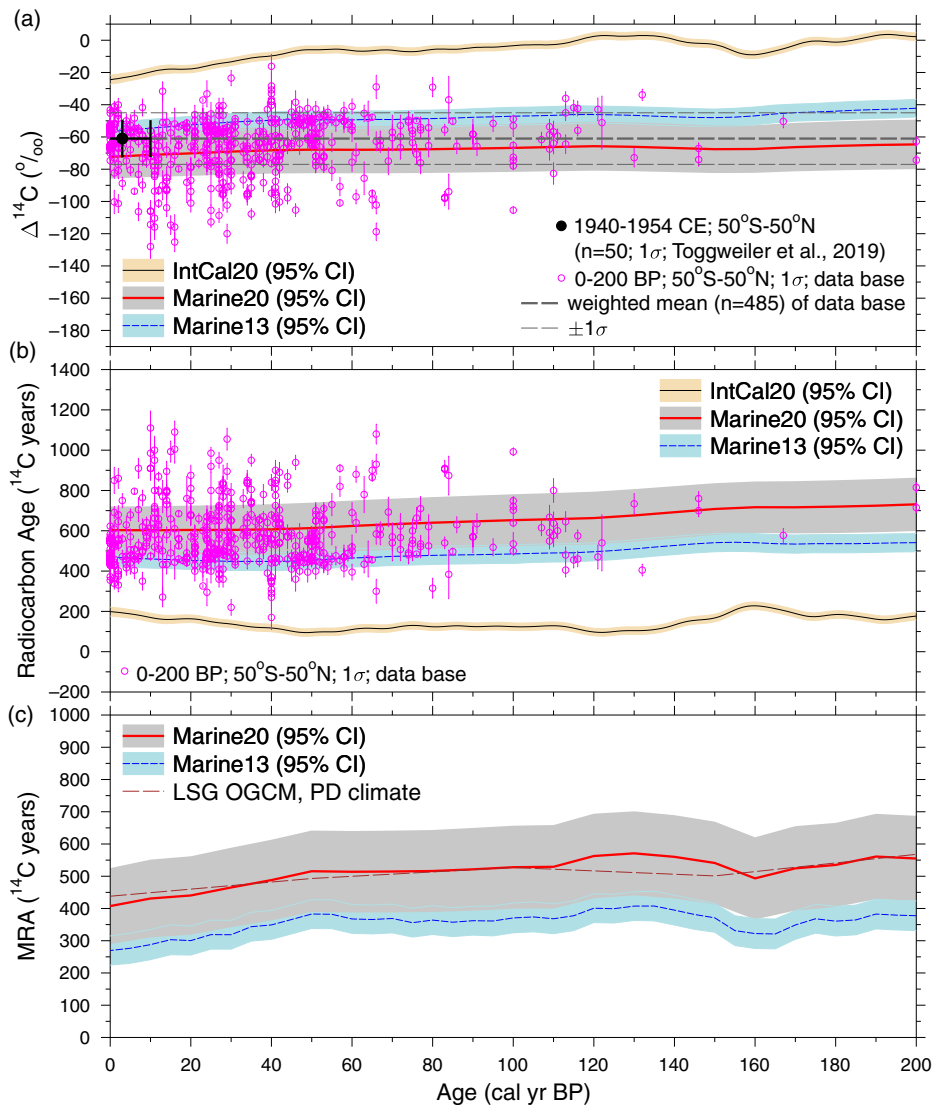 (a)
0
−20
−40
−60
−80
−100
−120
−140
−160
−180
Δ¹⁴C (⁰/₀₀)
IntCal20 (95% CI)
Marine20 (95% CI)
Marine13 (95% CI)
1940-1954 CE; 50°S-50°N
(n=50; 1σ; Toggweiler et al., 2019)
0-200 BP; 50°S-50°N; 1σ; data base
weighted mean (n=485) of data base
±1σ
(b)
1400
1200
1000
800
600
400
200
0
−200
Radiocarbon Age (¹⁴C years)
IntCal20 (95% CI)
Marine20 (95% CI)
Marine13 (95% CI)
0-200 BP; 50°S-50°N; 1σ; data base
(c)
1000
900
800
700
600
500
400
300
200
100
0
MRA (¹⁴C years)
Marine20 (95% CI)
Marine13 (95% CI)
LSG OGCM, PD climate
0 20 40 60 80 100 120 140 160 180 200
Age (cal yr BP)